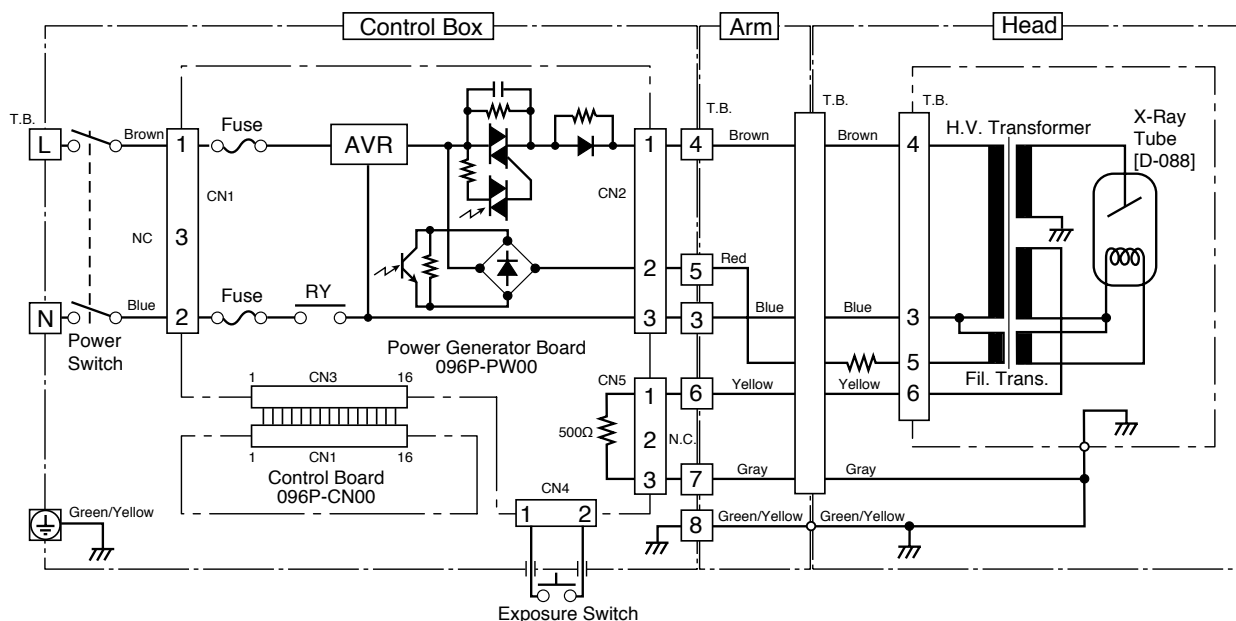 Control Box
Arm
Head
T.B.
L
Brown
1
Fuse
AVR
1
T.B.
4
Brown
T.B.
Brown
T.B.
4
H.V. Transformer
X-Ray
Tube
[D-088]
CN1
CN2
NC
3
2
5
Red
N
Blue
2
Fuse
RY
3
3
Blue
Blue
3
Power
Switch
Power Generator Board
096P-PW00
5
Fil. Trans.
1
CN3
16
CN5
1
6
Yellow
Yellow
6
500Ω
2
N.C.
1
CN1
16
Control Board
096P-CN00
3
7
Gray
Gray
CN4
Green/Yellow
1
2
8
Green/Yellow
Green/Yellow
Exposure Switch